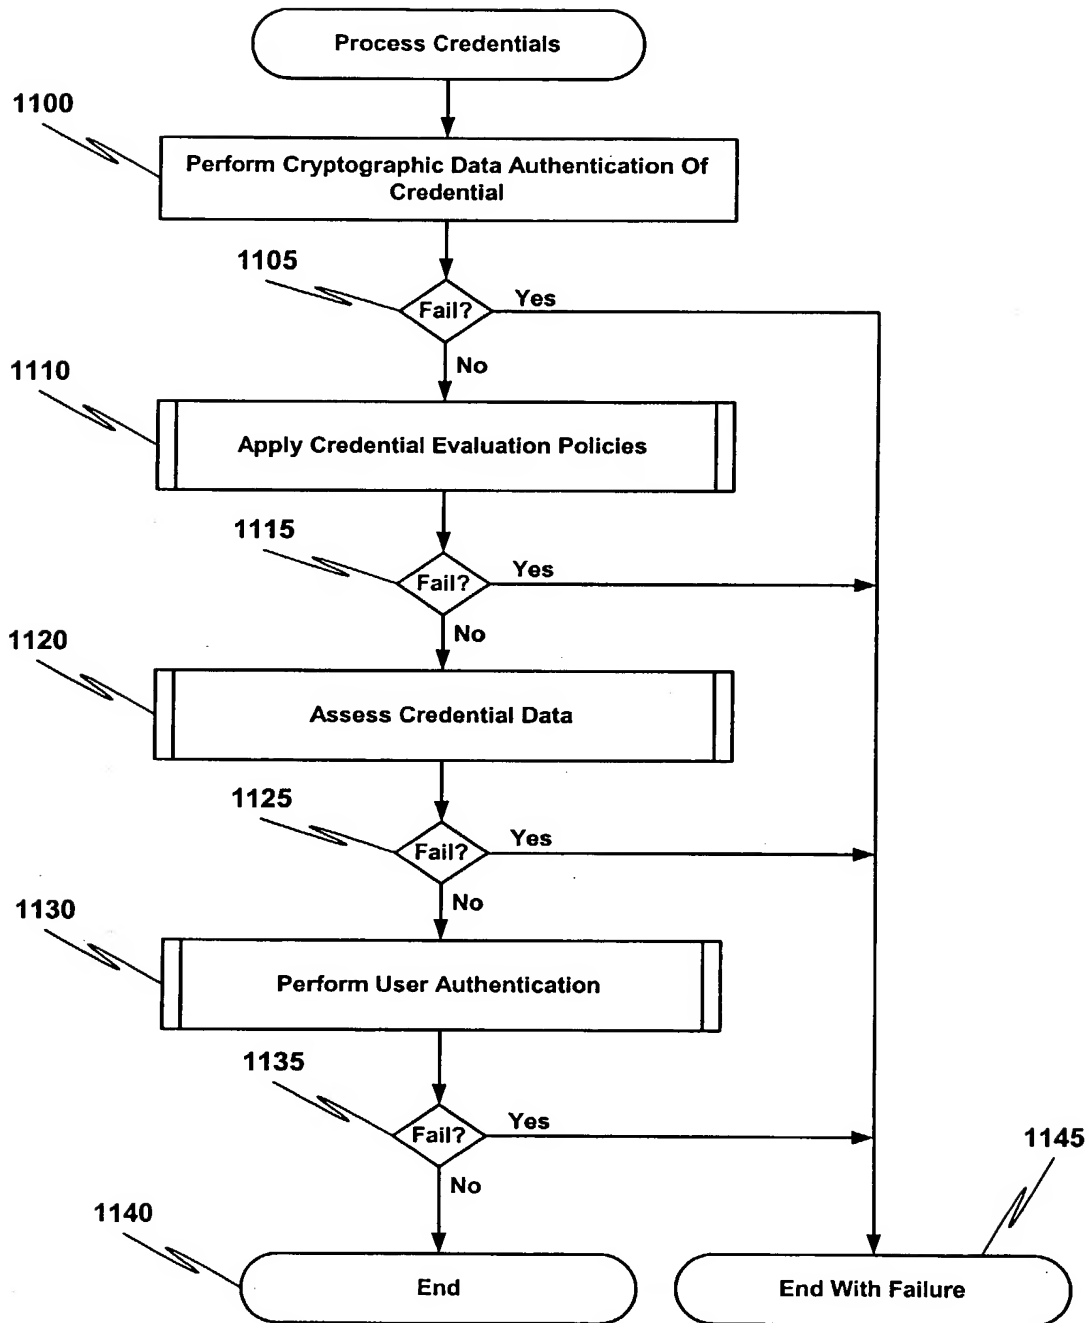 Process Credentials
1100
Perform Cryptographic Data Authentication Of
Credential
1105
Fail?
Yes
No
1110
Apply Credential Evaluation Policies
1115
Fail?
Yes
No
1120
Assess Credential Data
1125
Fail?
Yes
No
1130
Perform User Authentication
1135
Fail?
Yes
No
1145
1140
End
End With Failure